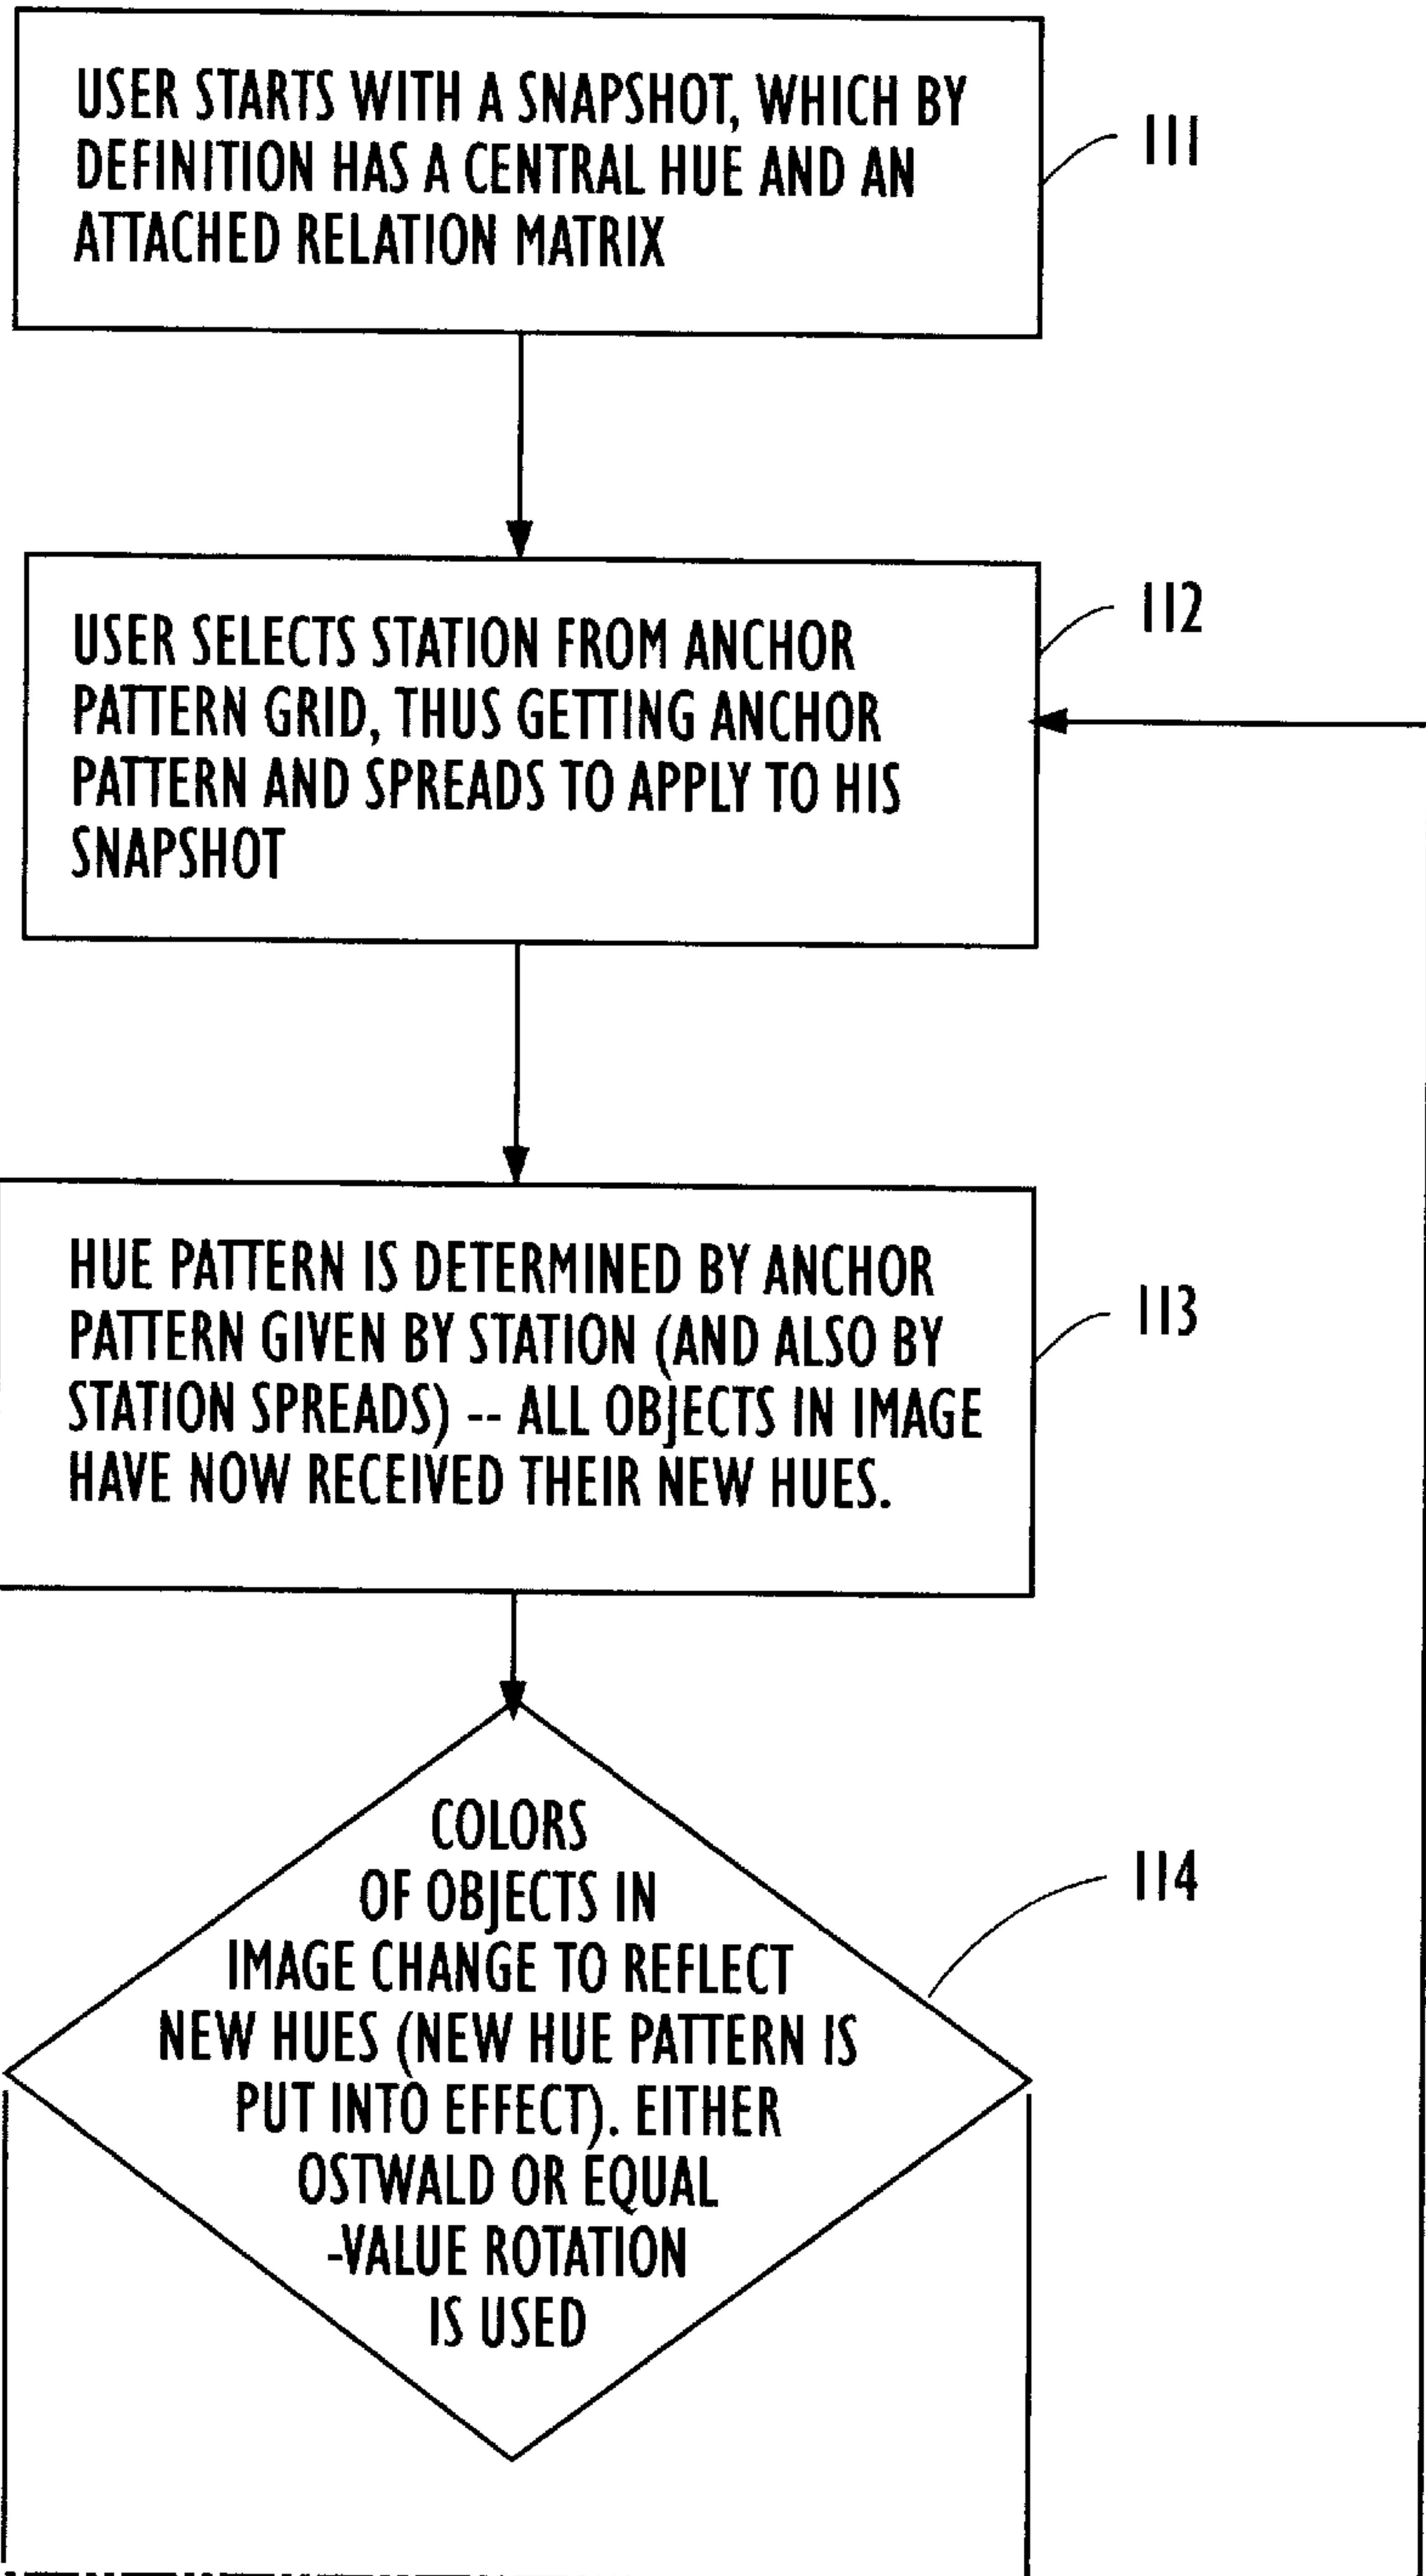 USER STARTS WITH A SNAPSHOT, WHICH BY
DEFINITION HAS A CENTRAL HUE AND AN
ATTACHED RELATION MATRIX
111
USER SELECTS STATION FROM ANCHOR
PATTERN GRID, THUS GETTING ANCHOR
PATTERN AND SPREADS TO APPLY TO HIS
SNAPSHOT
112
HUE PATTERN IS DETERMINED BY ANCHOR
PATTERN GIVEN BY STATION (AND ALSO BY
STATION SPREADS) -- ALL OBJECTS IN IMAGE
HAVE NOW RECEIVED THEIR NEW HUES.
113
COLORS
OF OBJECTS IN
IMAGE CHANGE TO REFLECT
NEW HUES (NEW HUE PATTERN IS
PUT INTO EFFECT). EITHER
OSTWALD OR EQUAL
-VALUE ROTATION
IS USED
114